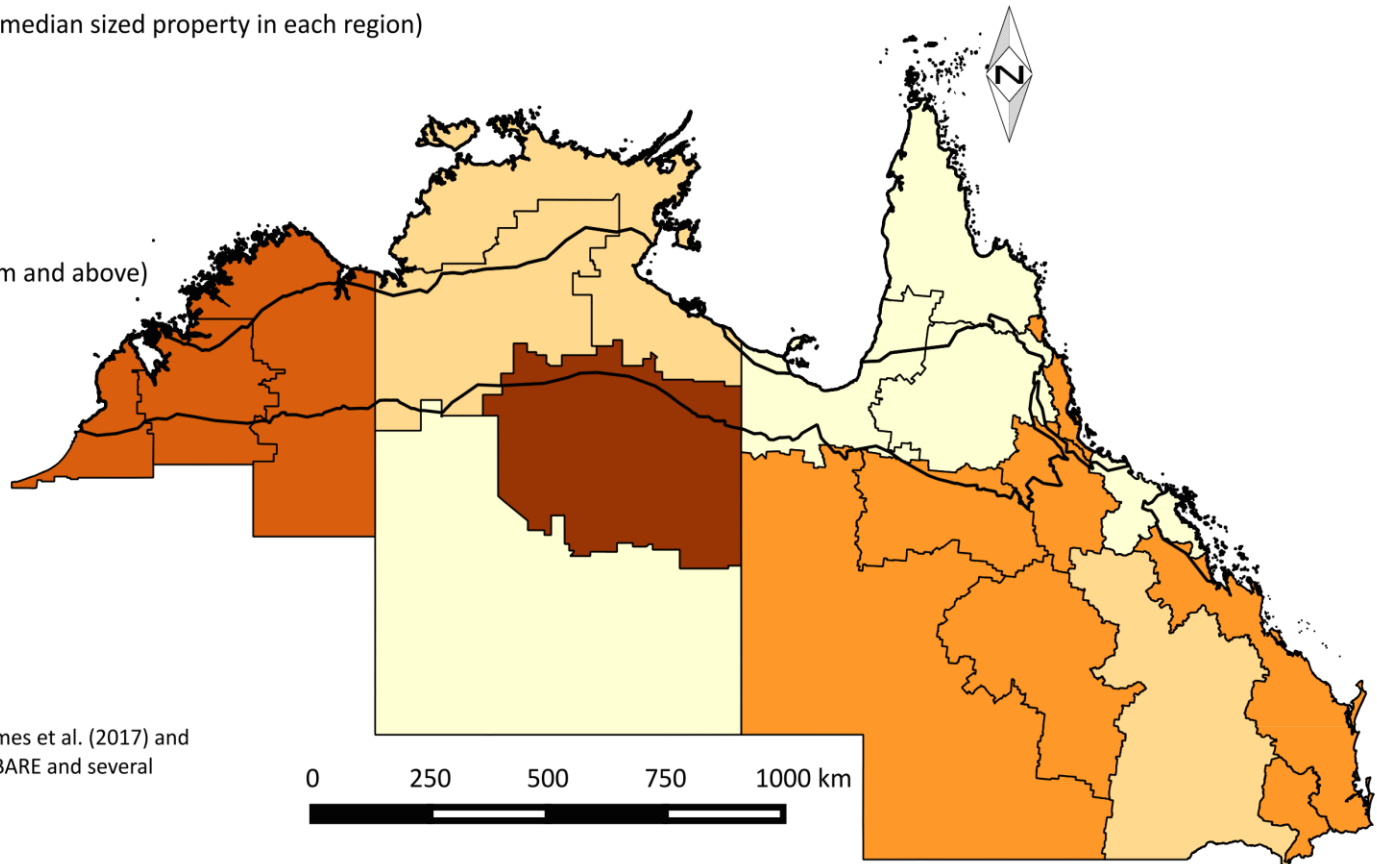 median sized property in each region)
N
m and above)
mes et al. (2017) and
BARE and several
0 250 500 750 1000 km